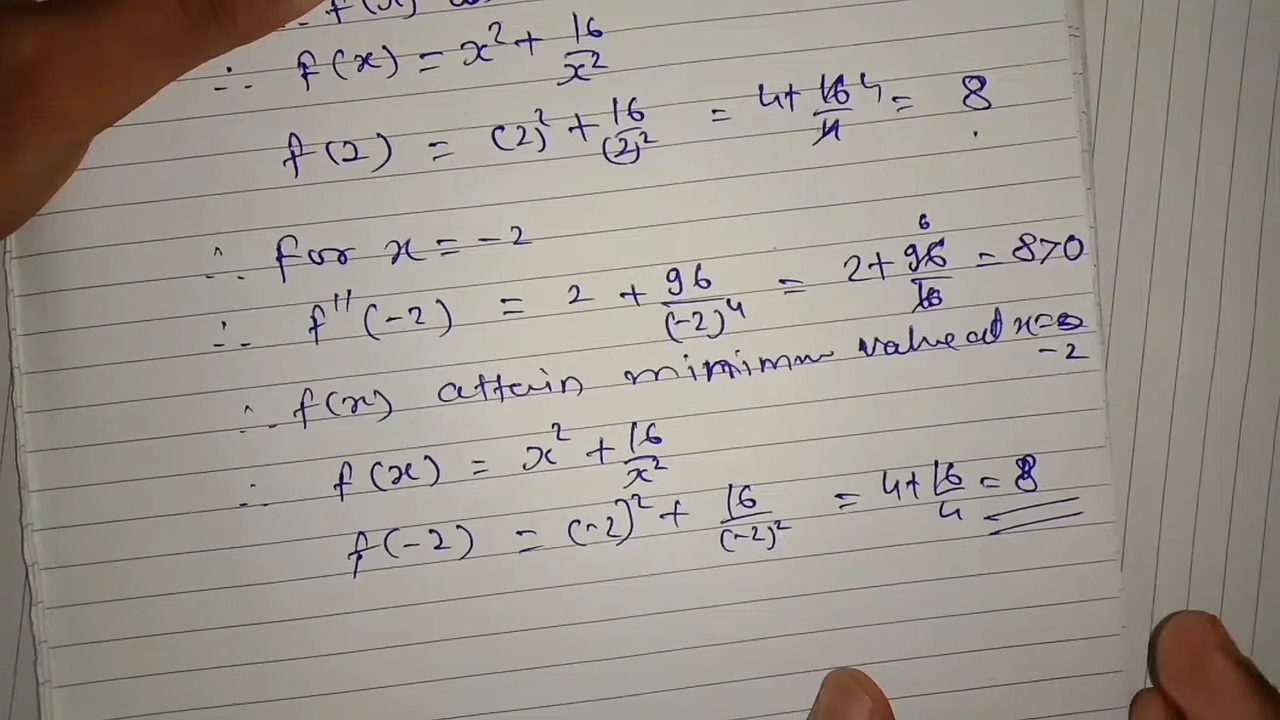 ∴ f(x)
∴ f(x) = x² + 16/x²
f(2) = (2)² + 16/(2)² = 4 + 16/4 4 = 8
∴ for x = -2
∴ f''(-2) = 2 + 96/(-2)⁴ = 2 + 96/16 6 = 8 > 0
∴ f(x) attain minimum value at x = -2
∴ f(x) = x² + 16/x²
f(-2) = (-2)² + 16/(-2)² = 4 + 16/4 = 8